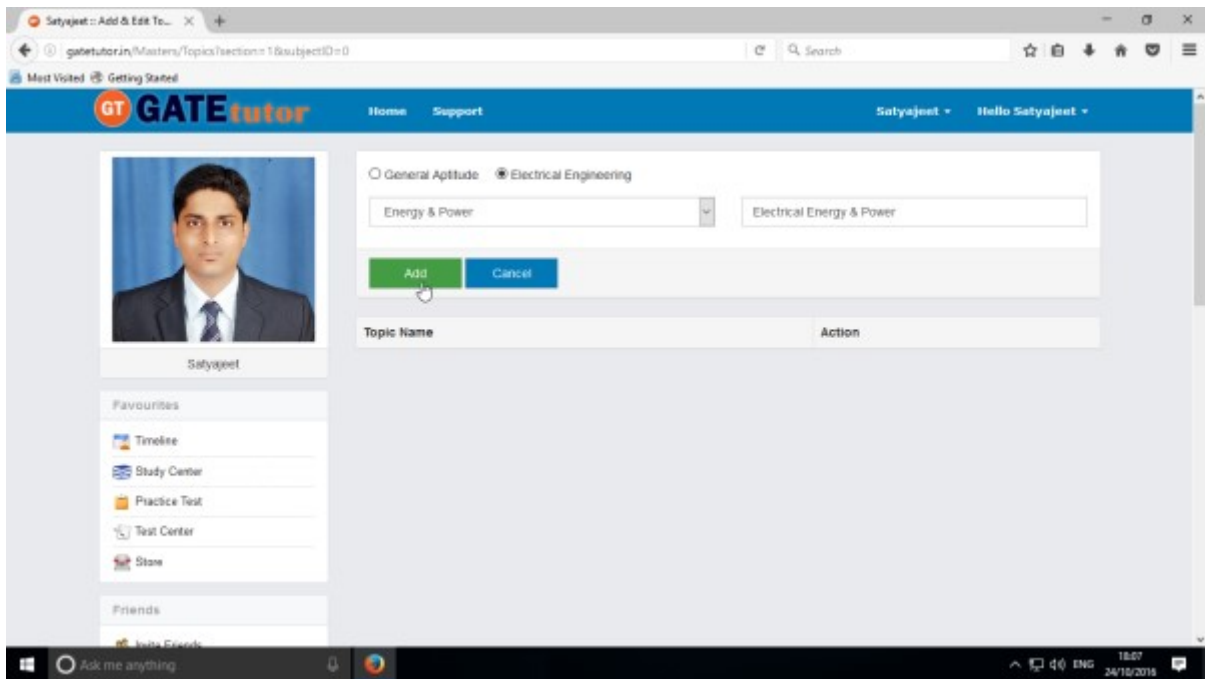 Satyajeet :: Add & Edit To...
gatetutor.in/Masters/Topics?section=1&subjectID=0
Search
Most Visited Getting Started
GT GATEtutor Home Support Satyajeet Hello Satyajeet
General Aptitude Electrical Engineering
Energy & Power Electrical Energy & Power
Add Cancel
Topic Name Action
Satyajeet
Favourites
Timeline
Study Center
Practice Test
Test Center
Store
Friends
Invite Friends
Ask me anything
ENG
18:07
24/10/2016